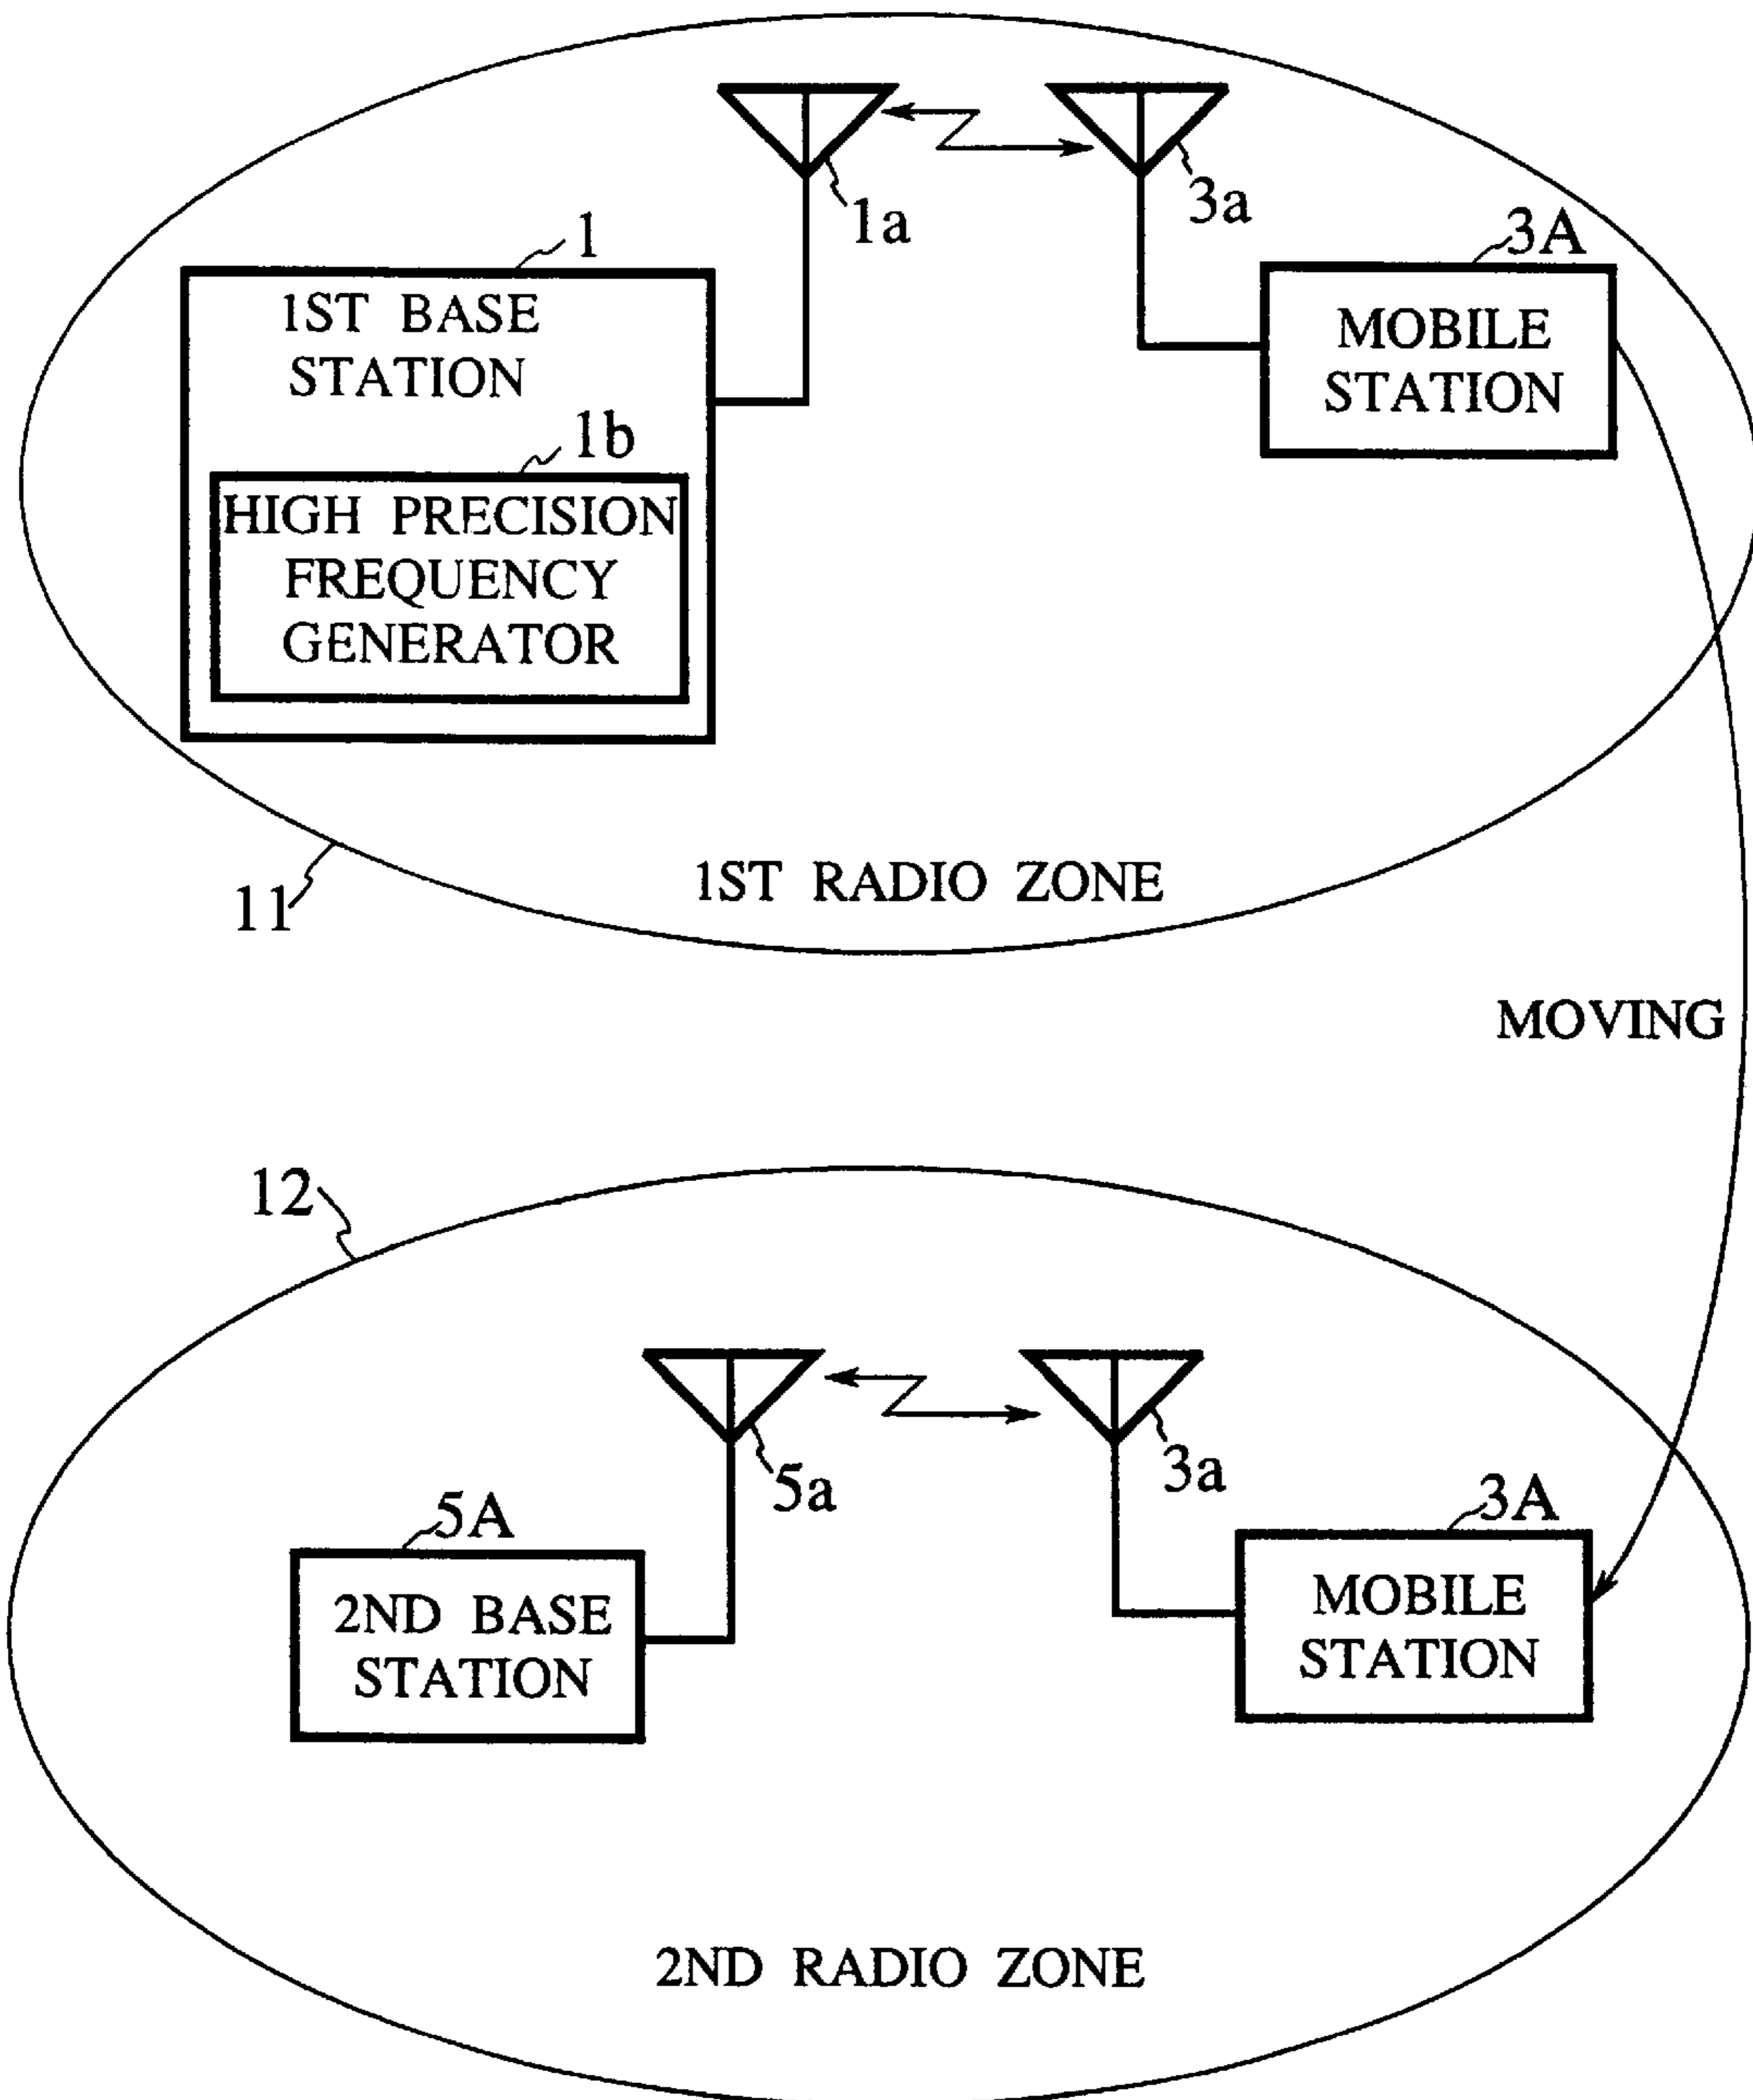 1a
3a
1
3A
1ST BASE
STATION
MOBILE
STATION
1b
HIGH PRECISION
FREQUENCY
GENERATOR
1ST RADIO ZONE
11
MOVING
12
5a
3a
5A
3A
2ND BASE
STATION
MOBILE
STATION
2ND RADIO ZONE